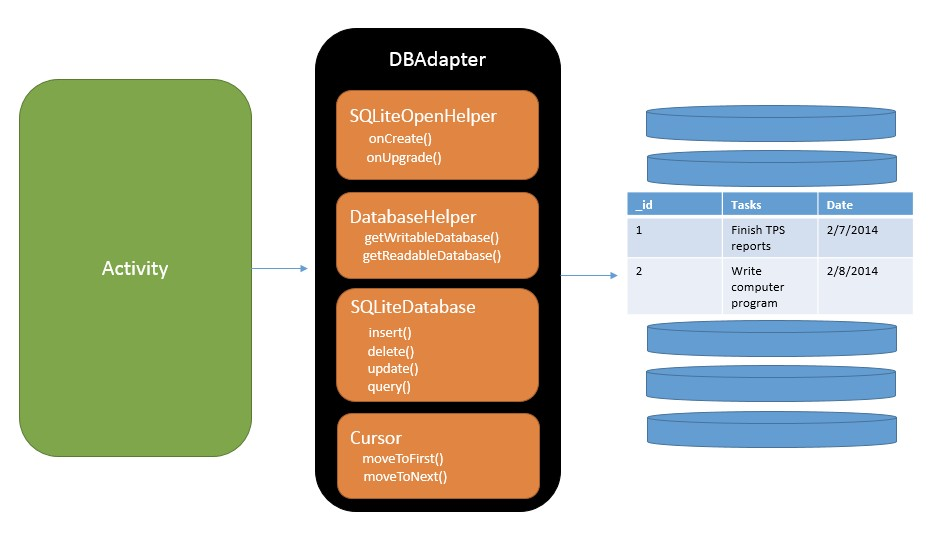 Activity
DBAdapter
SQLiteOpenHelper
onCreate()
onUpgrade()
DatabaseHelper
getWritableDatabase()
getReadableDatabase()
SQLiteDatabase
insert()
delete()
update()
query()
Cursor
moveToFirst()
moveToNext()
_id Tasks Date
1 Finish TPS 2/7/2014
reports
2 Write 2/8/2014
computer
program